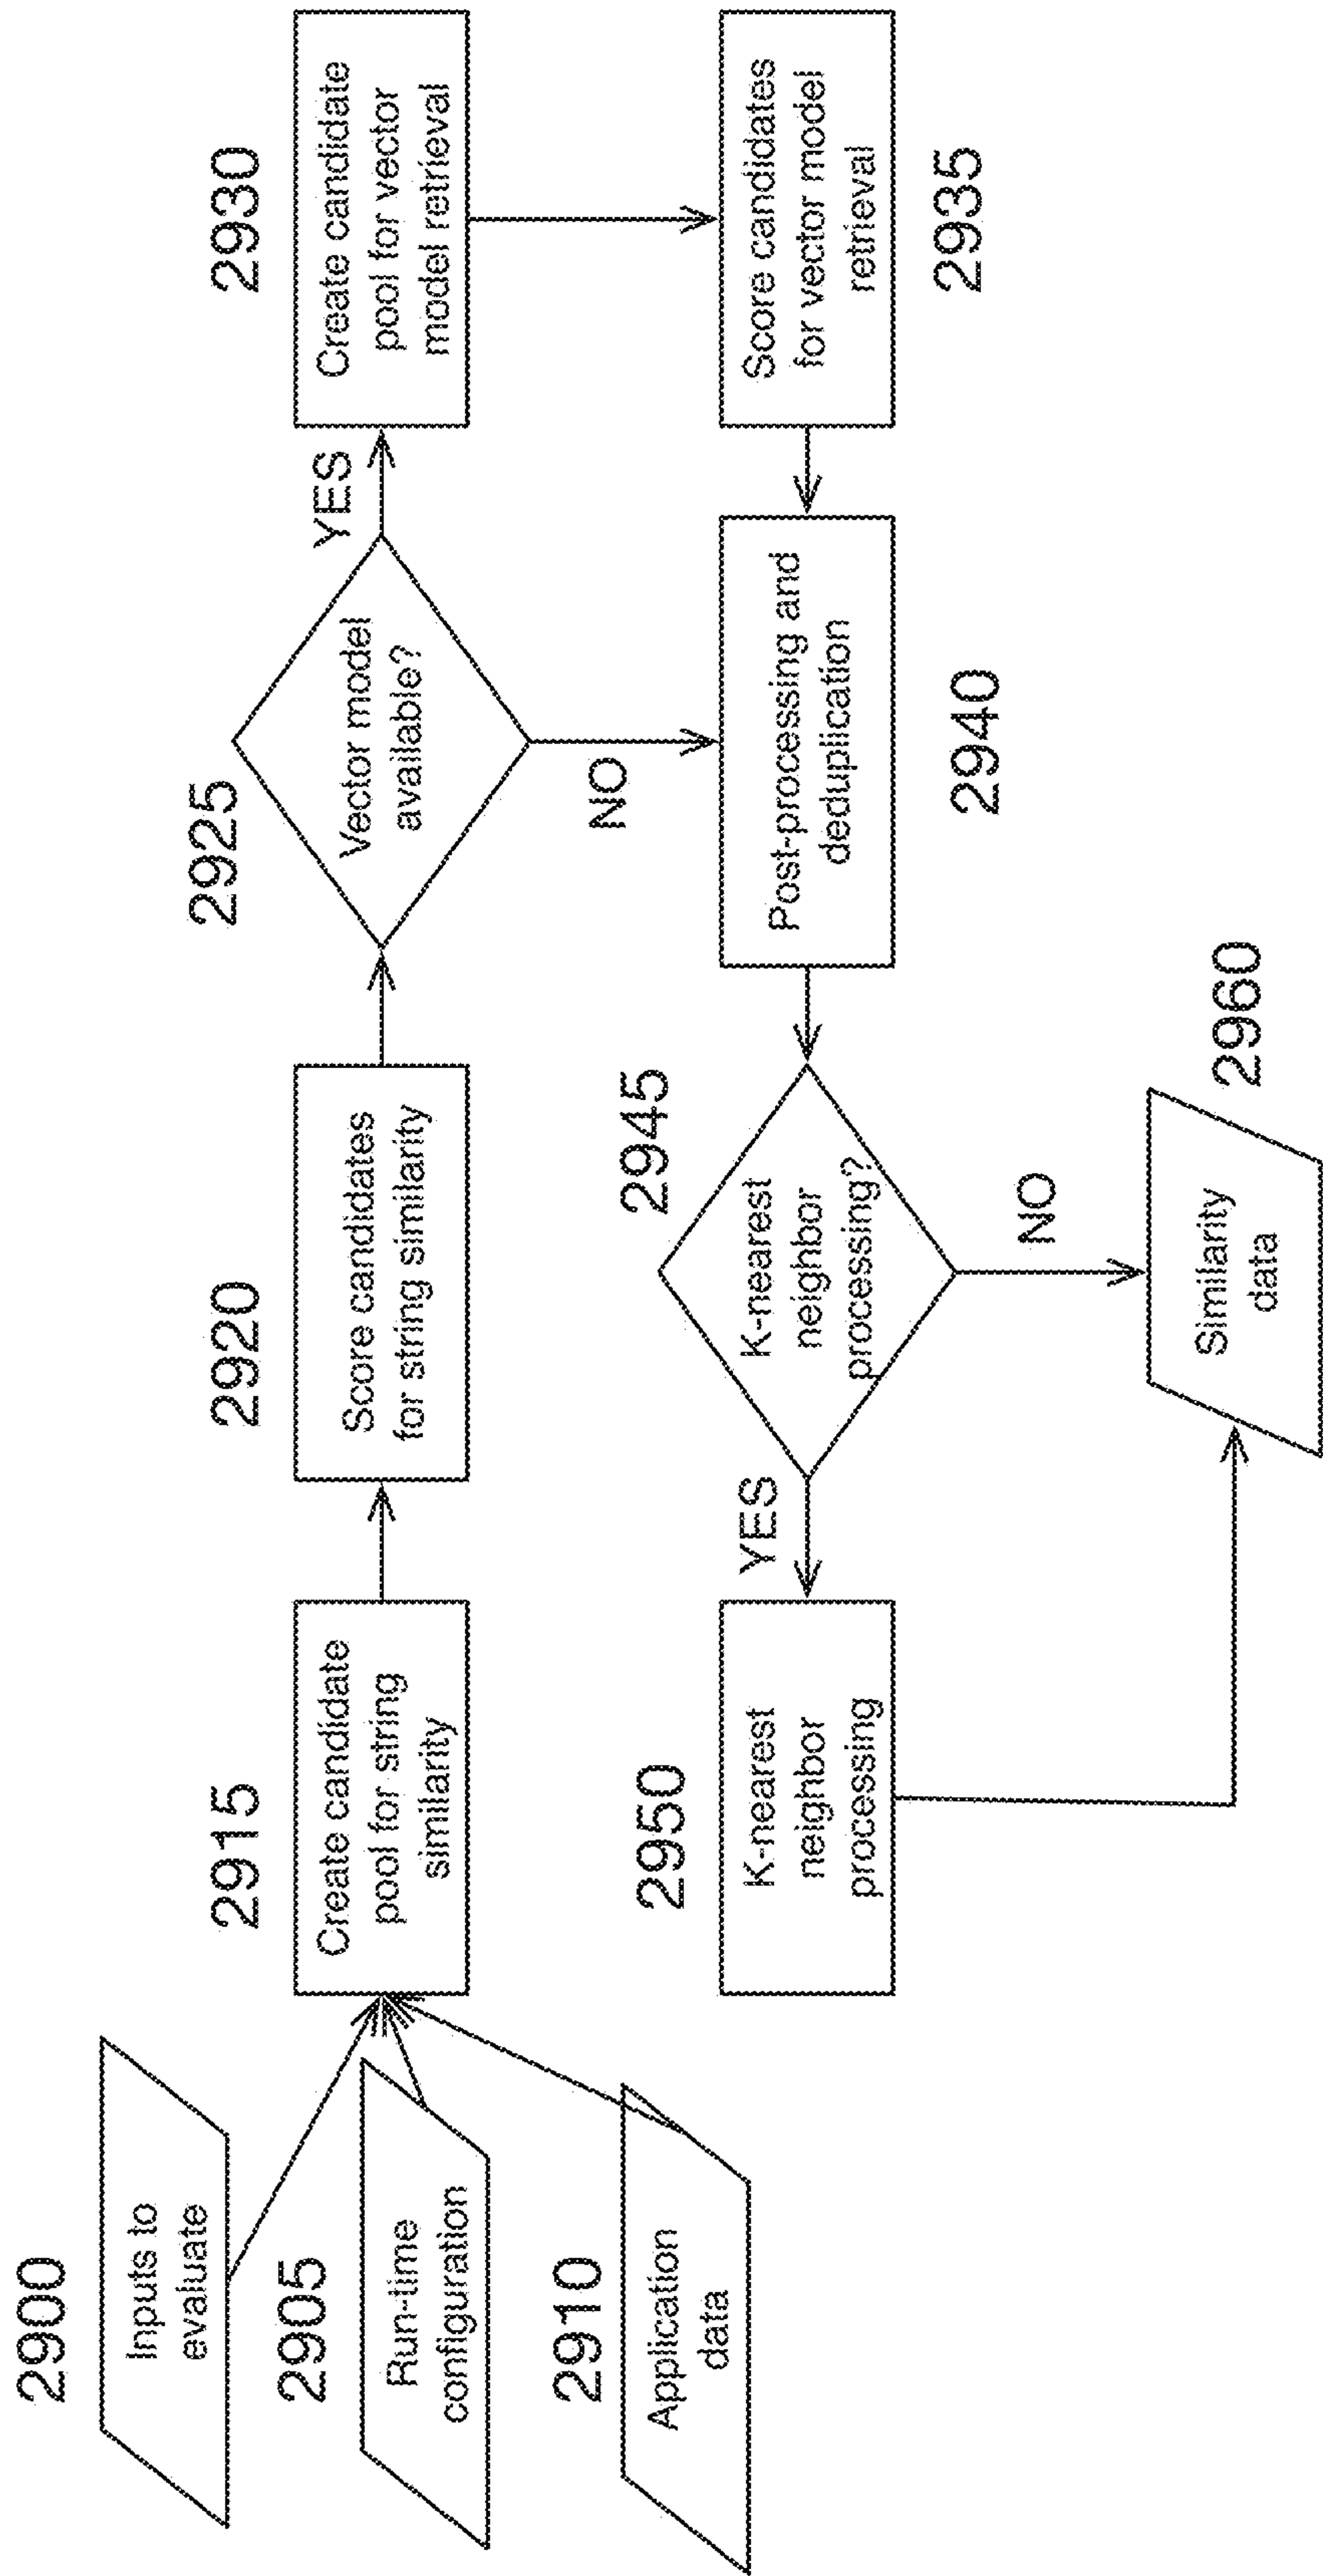 2900
Inputs to
evaluate
2905
Run-time
configuration
2910
Application
data
2915
Create candidate
pool for string
similarity
2920
Score candidates
for string similarity
2925
Vector model
available?
YES
NO
2930
Create candidate
pool for vector
model retrieval
Score candidates
for vector model
retrieval
2935
Post-processing and
deduplication
2940
2945
K-nearest
neighbor
processing?
YES
NO
2950
K-nearest
neighbor
processing
2960
Similarity
data